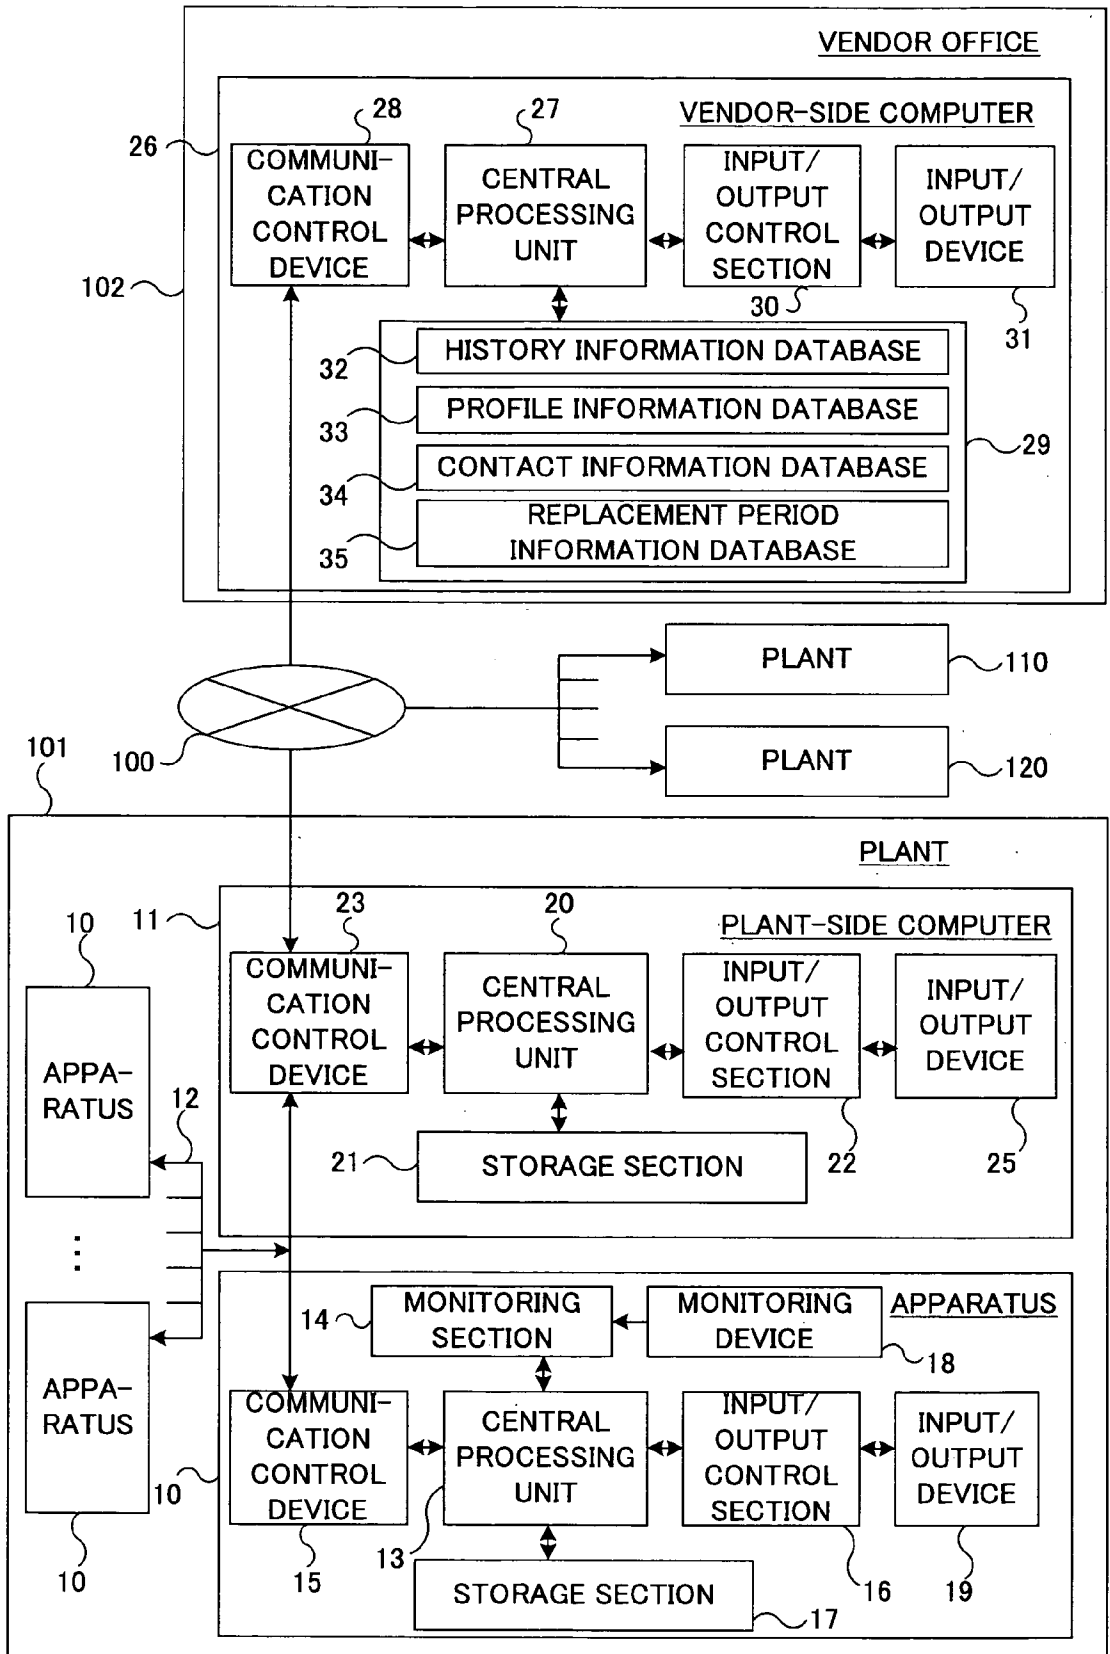 VENDOR OFFICE
VENDOR-SIDE COMPUTER
26
28
27
COMMUNI-
CATION
CONTROL
DEVICE
CENTRAL
PROCESSING
UNIT
INPUT/
OUTPUT
CONTROL
SECTION
INPUT/
OUTPUT
DEVICE
102
30
31
32
HISTORY INFORMATION DATABASE
33
PROFILE INFORMATION DATABASE
29
34
CONTACT INFORMATION DATABASE
35
REPLACEMENT PERIOD
INFORMATION DATABASE
PLANT
110
100
PLANT
120
101
PLANT
11
23
20
PLANT-SIDE COMPUTER
10
COMMUNI-
CATION
CONTROL
DEVICE
CENTRAL
PROCESSING
UNIT
INPUT/
OUTPUT
CONTROL
SECTION
INPUT/
OUTPUT
DEVICE
APPA-
RATUS
12
21
STORAGE SECTION
22
25
⋮
14
MONITORING
SECTION
MONITORING
DEVICE
APPARATUS
18
APPA-
RATUS
10
COMMUNI-
CATION
CONTROL
DEVICE
CENTRAL
PROCESSING
UNIT
INPUT/
OUTPUT
CONTROL
SECTION
INPUT/
OUTPUT
DEVICE
10
15
13
16
19
STORAGE SECTION
17